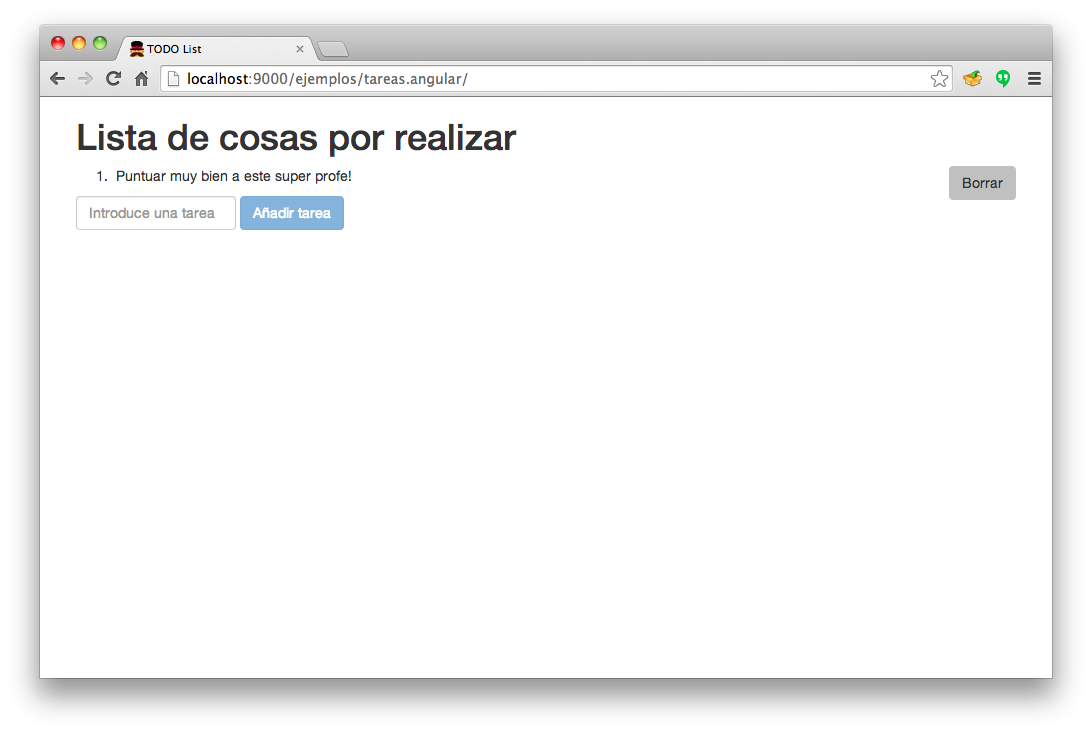 TODO List
localhost:9000/ejemplos/tareas.angular/
Lista de cosas por realizar
1. Puntuar muy bien a este super profe!
Borrar
Introduce una tarea
Añadir tarea